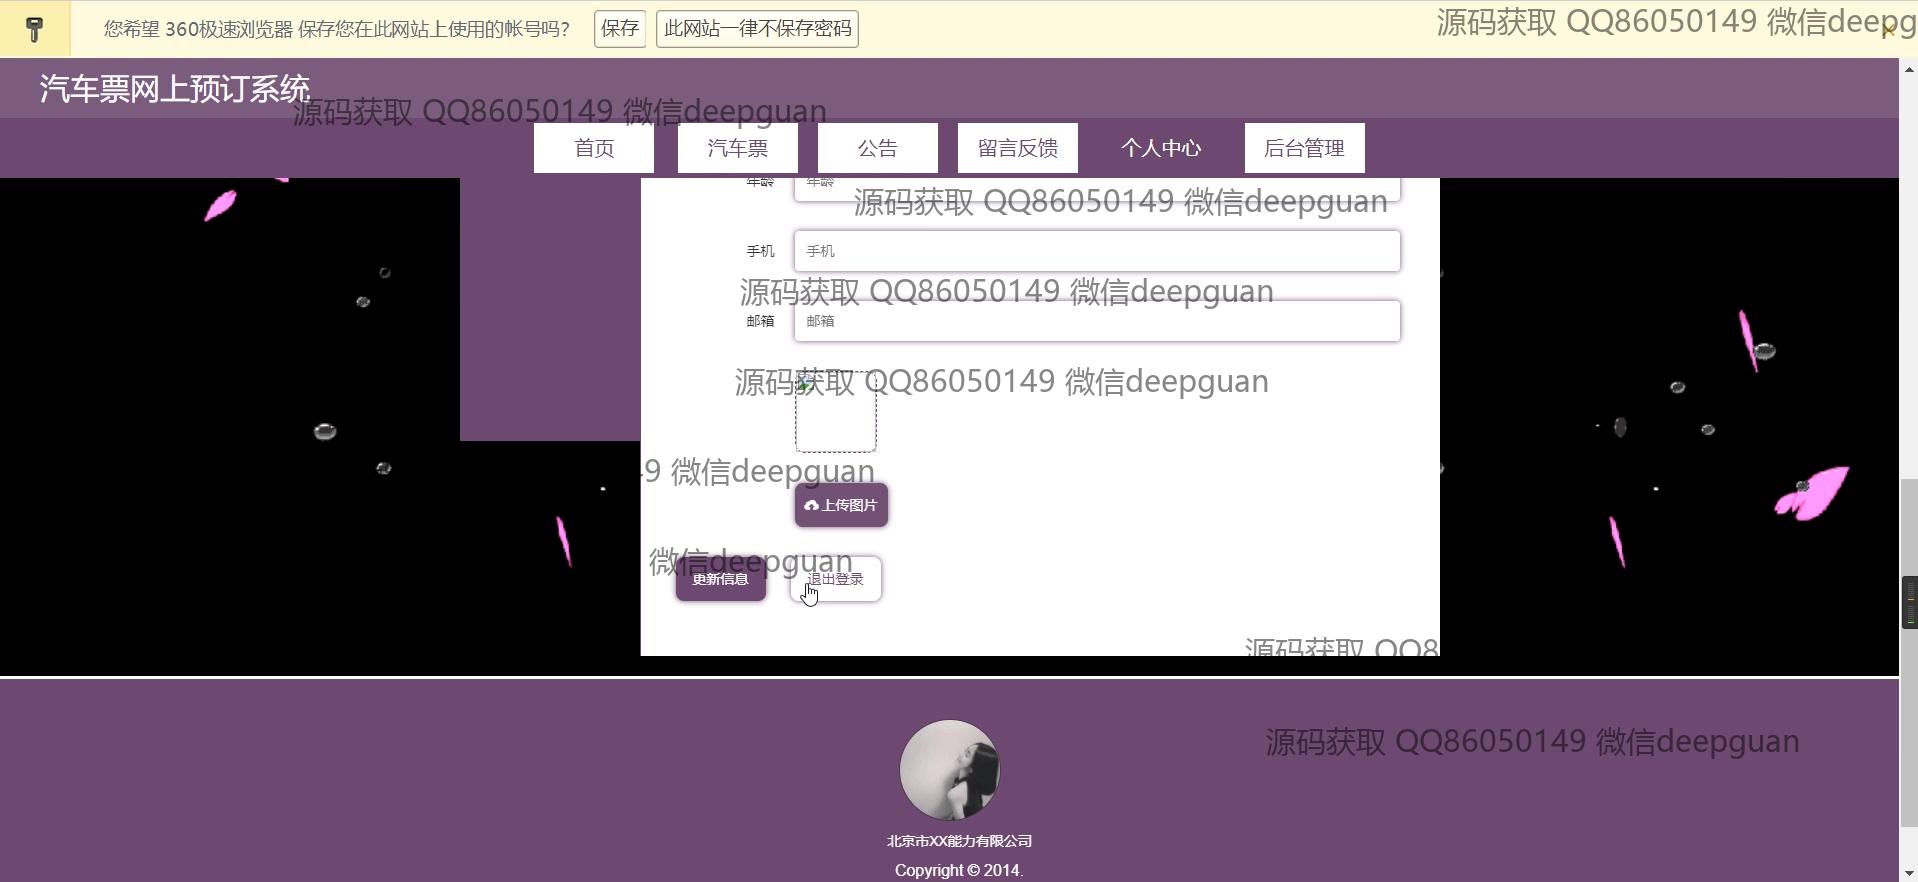 您希望 360极速浏览器 保存您在此网站上使用的帐号吗？ 保存 此网站一律不保存密码
源码获取 QQ86050149 微信deepg
汽车票网上预订系统
源码获取 QQ86050149 微信deepguan
首页 汽车票 公告 留言反馈 个人中心 后台管理
年龄 年龄
源码获取 QQ86050149 微信deepguan
手机 手机
源码获取 QQ86050149 微信deepguan
邮箱 邮箱
源码获取 QQ86050149 微信deepguan
9 微信deepguan
上传图片
微信deepguan
更新信息 退出登录
源码获取 QQ8
源码获取 QQ86050149 微信deepguan
北京市XX能力有限公司
Copyright © 2014.